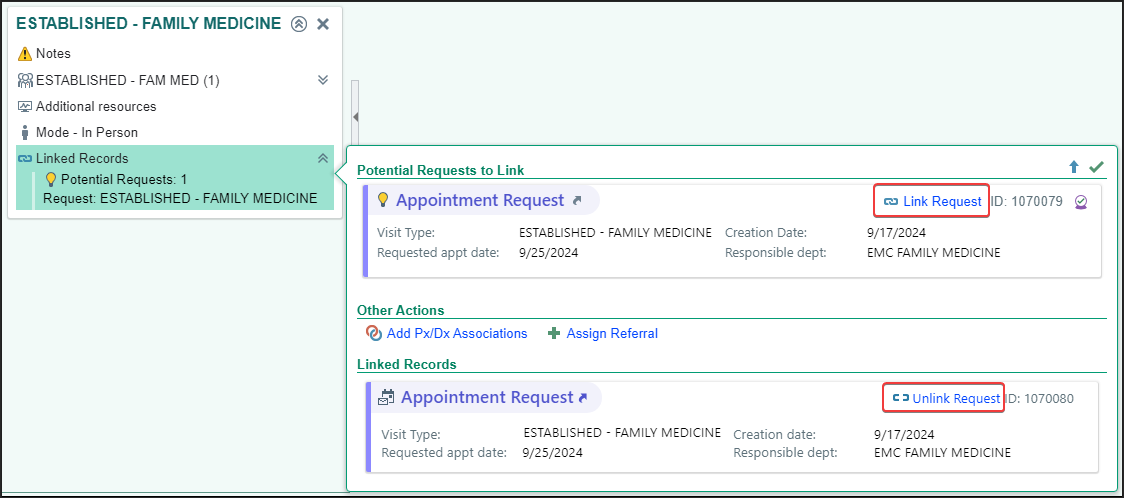 ESTABLISHED - FAMILY MEDICINE
Notes
ESTABLISHED - FAM MED (1)
Additional resources
Mode - In Person
Linked Records
Potential Requests: 1
Request: ESTABLISHED - FAMILY MEDICINE
Potential Requests to Link
Appointment Request Link Request ID: 1070079
Visit Type: ESTABLISHED - FAMILY MEDICINE Creation Date: 9/17/2024
Requested appt date: 9/25/2024 Responsible dept: EMC FAMILY MEDICINE
Other Actions
Add Px/Dx Associations Assign Referral
Linked Records
Appointment Request Unlink Request ID: 1070080
Visit Type: ESTABLISHED - FAMILY MEDICINE Creation date: 9/17/2024
Requested appt date: 9/25/2024 Responsible dept: EMC FAMILY MEDICINE